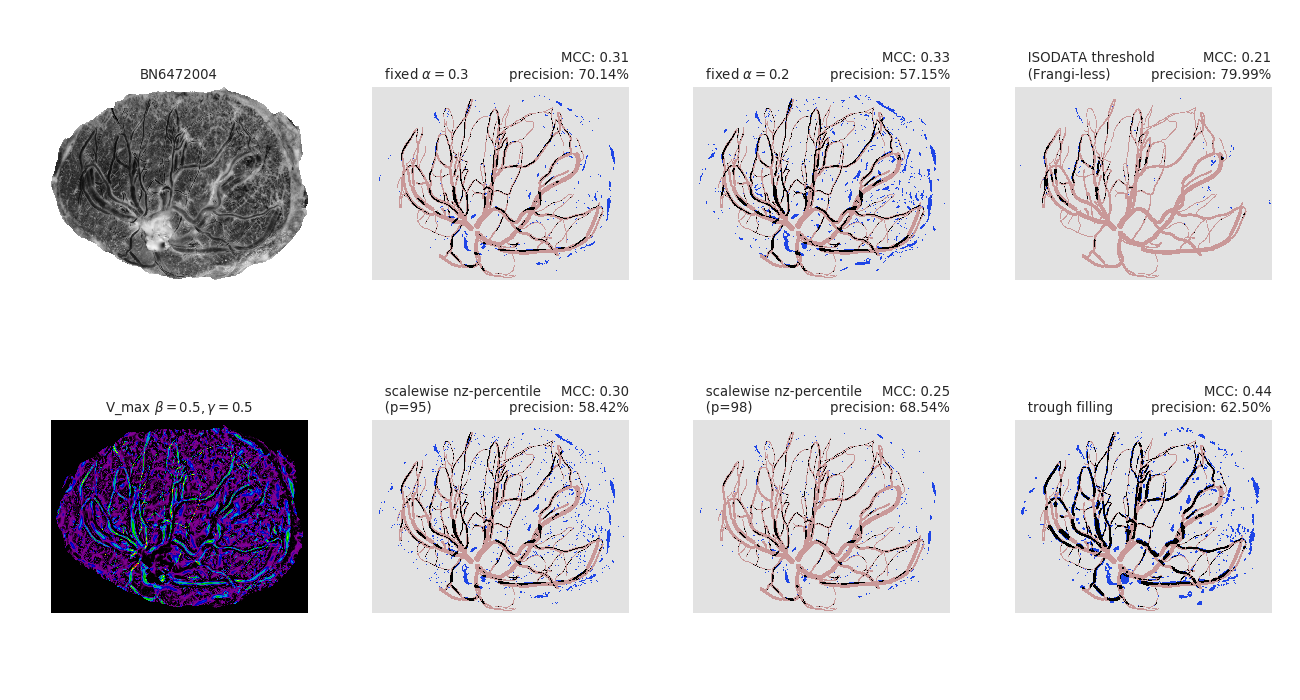 BN6472004
MCC: 0.31
fixed α = 0.3 precision: 70.14%
MCC: 0.33
fixed α = 0.2 precision: 57.15%
ISODATA threshold MCC: 0.21
(Frangi-less) precision: 79.99%
V_max β = 0.5, γ = 0.5
scalewise nz-percentile MCC: 0.30
(p=95) precision: 58.42%
scalewise nz-percentile MCC: 0.25
(p=98) precision: 68.54%
MCC: 0.44
trough filling precision: 62.50%